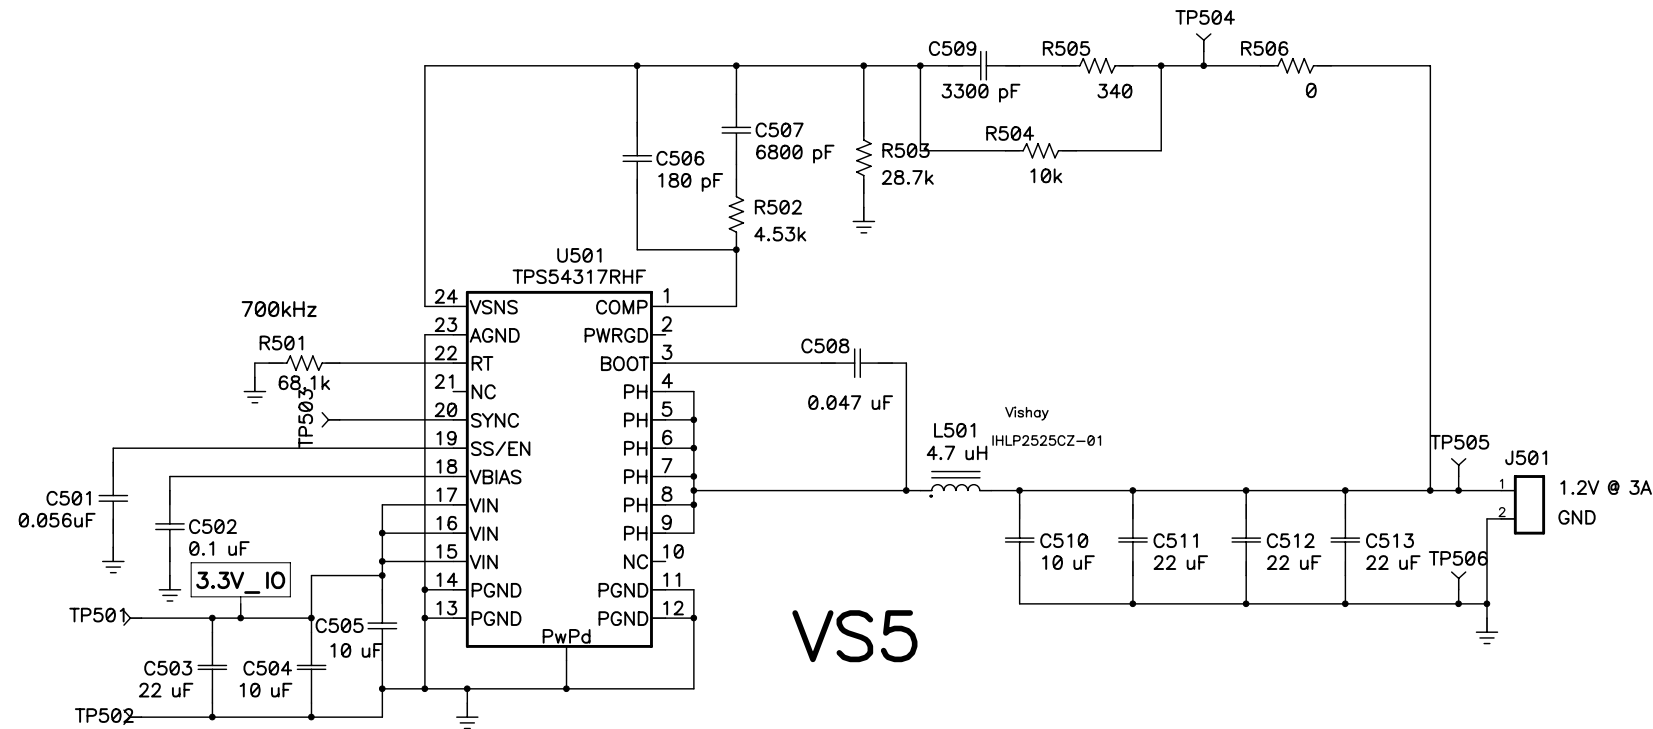 TP504
C509
R505
R506
3300 pF
340
0
R504
10k
C507
6800 pF
C506
180 pF
R503
28.7k
R502
4.53k
U501
TPS54317RHF
700kHz
R501
68.1k
TP503
24 VSNS
23 AGND
22 RT
21 NC
20 SYNC
19 SS/EN
18 VBIAS
17 VIN
16 VIN
15 VIN
14 PGND
13 PGND
COMP 1
PWRGD 2
BOOT 3
PH 4
PH 5
PH 6
PH 7
PH 8
PH 9
NC 10
PGND 11
PGND 12
PwPd
C508
0.047 uF
Vishay
IHLP2525CZ-01
L501
4.7 uH
TP505
J501
1
2
1.2V @ 3A
GND
C501
0.056uF
C502
0.1 uF
3.3V_IO
TP501
C505
10 uF
C503
22 uF
C504
10 uF
TP502
C510
10 uF
C511
22 uF
C512
22 uF
C513
22 uF
TP506
VS5